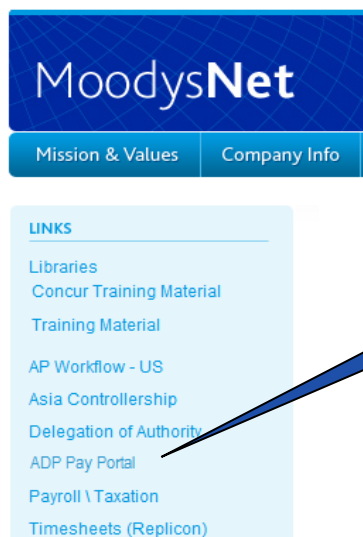 MoodysNet
Mission & Values Company Info
LINKS
Libraries
Concur Training Material
Training Material
AP Workflow - US
Asia Controllership
Delegation of Authority
ADP Pay Portal
Payroll \ Taxation
Timesheets (Replicon)